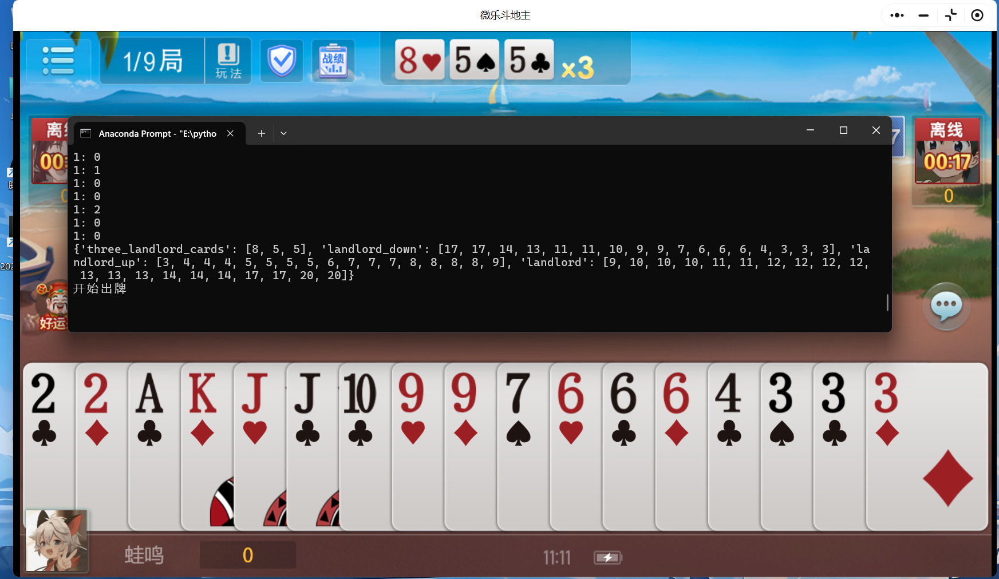 微乐斗地主
1/9局
玩法
战绩
8 5 5 x3
离线
00:17
0
Anaconda Prompt - "E:\pytho
1: 0
1: 1
1: 0
1: 0
1: 2
1: 0
1: 0
{'three_landlord_cards': [8, 5, 5], 'landlord_down': [17, 17, 14, 13, 11, 11, 10, 9, 9, 7, 6, 6, 6, 4, 3, 3, 3], 'la
ndlord_up': [3, 4, 4, 4, 5, 5, 5, 5, 6, 7, 7, 7, 8, 8, 8, 8, 9], 'landlord': [9, 10, 10, 10, 11, 11, 12, 12, 12, 12,
 13, 13, 13, 14, 14, 14, 17, 17, 20, 20]}
开始出牌
离
00:
0
7
202
好运
2 2 A K J J 10 9 9 7 6 6 6 4 3 3 3
蛙鸣
0
11:11